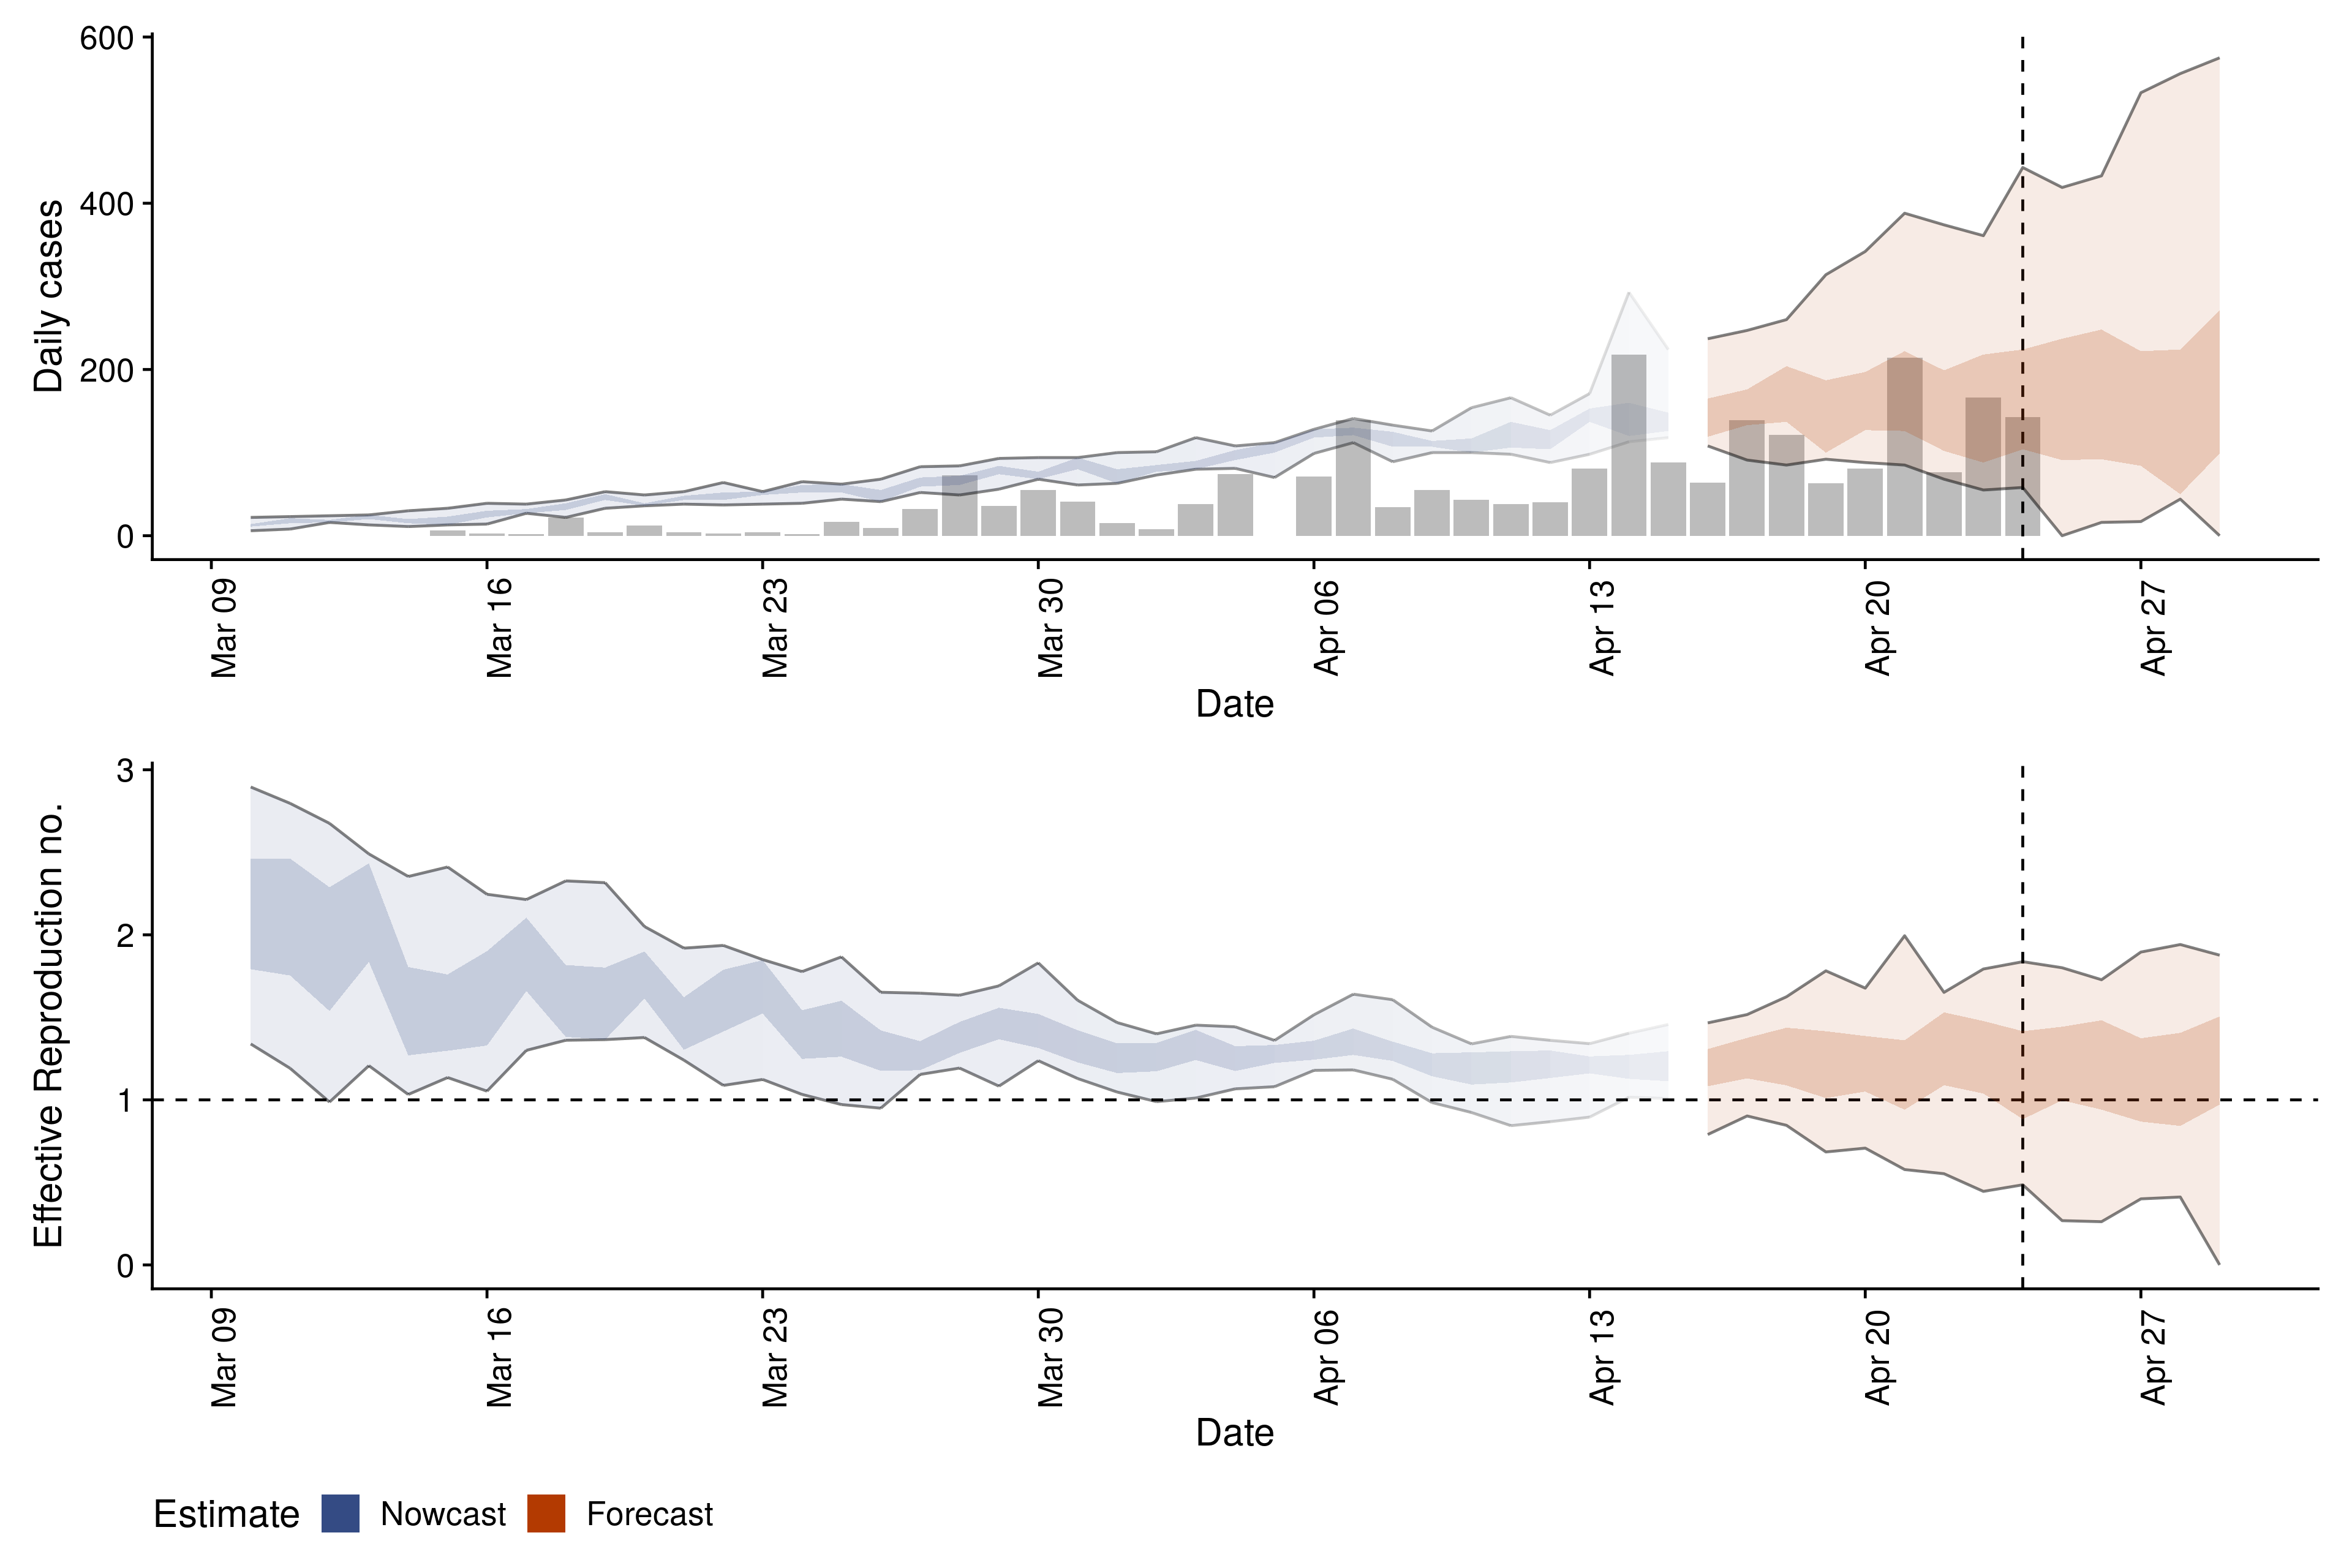 Daily cases
600
400
200
0
Mar 09
Mar 16
Mar 23
Mar 30
Apr 06
Apr 13
Apr 20
Apr 27
Date
Effective Reproduction no.
3
2
1
0
Mar 09
Mar 16
Mar 23
Mar 30
Apr 06
Apr 13
Apr 20
Apr 27
Date
Estimate Nowcast Forecast